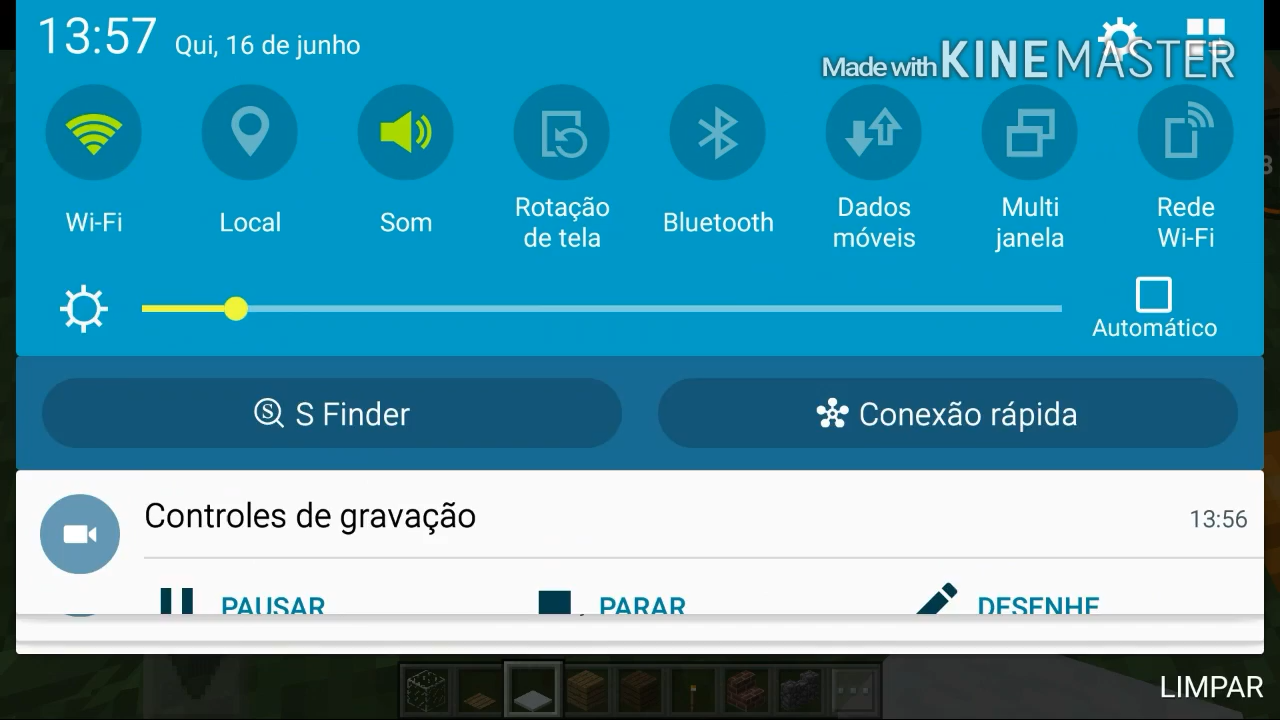 13:57 Qui, 16 de junho
Made with KINEMASTER
Wi-Fi
Local
Som
Rotação
de tela
Bluetooth
Dados
móveis
Multi
janela
Rede
Wi-Fi
Automático
S Finder
Conexão rápida
Controles de gravação
13:56
PAUSAR
PARAR
DESENHE
LIMPAR